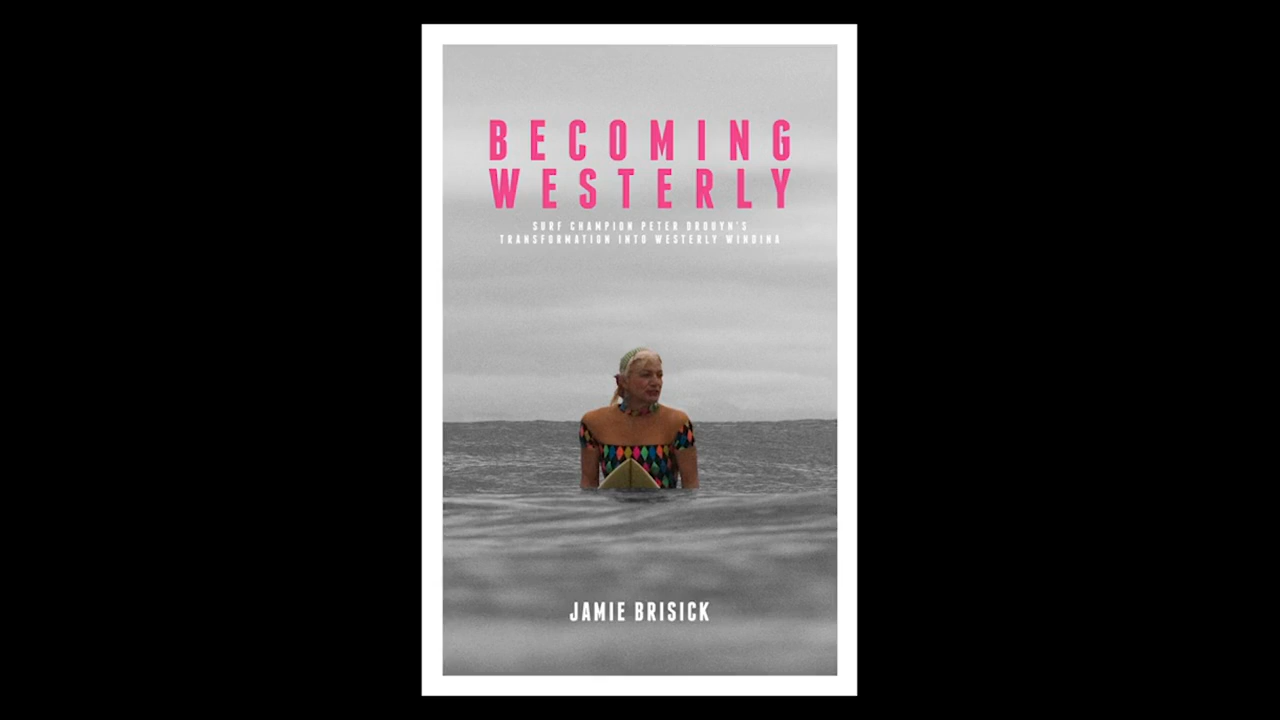 BECOMING
WESTERLY
SURF CHAMPION PETER DROUYN'S
TRANSFORMATION INTO WESTERLY WINDINA
JAMIE BRISICK